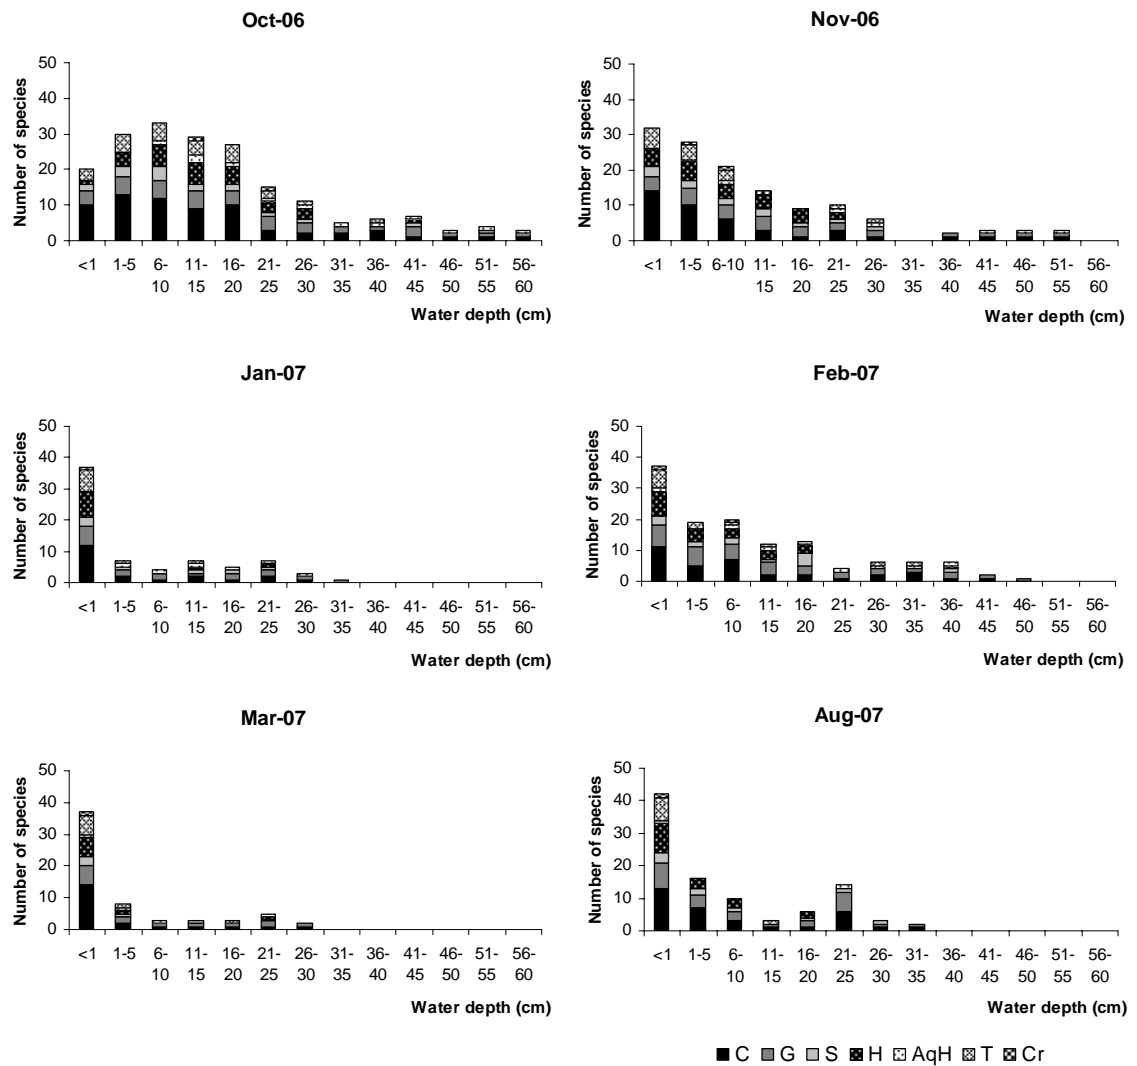 Oct-06
Number of species
50
40
30
20
10
0
<1 1-5 6- 11- 16- 21- 26- 31- 36- 41- 46- 51- 56-
10 15 20 25 30 35 40 45 50 55 60
Water depth (cm)
Nov-06
Number of species
50
40
30
20
10
0
<1 1-5 6-10 11- 16- 21- 26- 31- 36- 41- 46- 51- 56-
15 20 25 30 35 40 45 50 55 60
Water depth (cm)
Jan-07
Number of species
50
40
30
20
10
0
<1 1-5 6- 11- 16- 21- 26- 31- 36- 41- 46- 51- 56-
10 15 20 25 30 35 40 45 50 55 60
Water depth (cm)
Feb-07
Number of species
50
40
30
20
10
0
<1 1-5 6- 11- 16- 21- 26- 31- 36- 41- 46- 51- 56-
10 15 20 25 30 35 40 45 50 55 60
Water depth (cm)
Mar-07
Number of species
50
40
30
20
10
0
<1 1-5 6- 11- 16- 21- 26- 31- 36- 41- 46- 51- 56-
10 15 20 25 30 35 40 45 50 55 60
Water depth (cm)
Aug-07
Number of species
50
40
30
20
10
0
<1 1-5 6- 11- 16- 21- 26- 31- 36- 41- 46- 51- 56-
10 15 20 25 30 35 40 45 50 55 60
Water depth (cm)
C G S H AqH T Cr